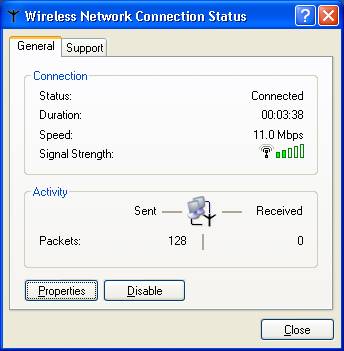 Wireless Network Connection Status
General Support
Connection
Status: Connected
Duration: 00:03:38
Speed: 11.0 Mbps
Signal Strength:
Activity
Sent Received
Packets: 128 0
Properties Disable
Close